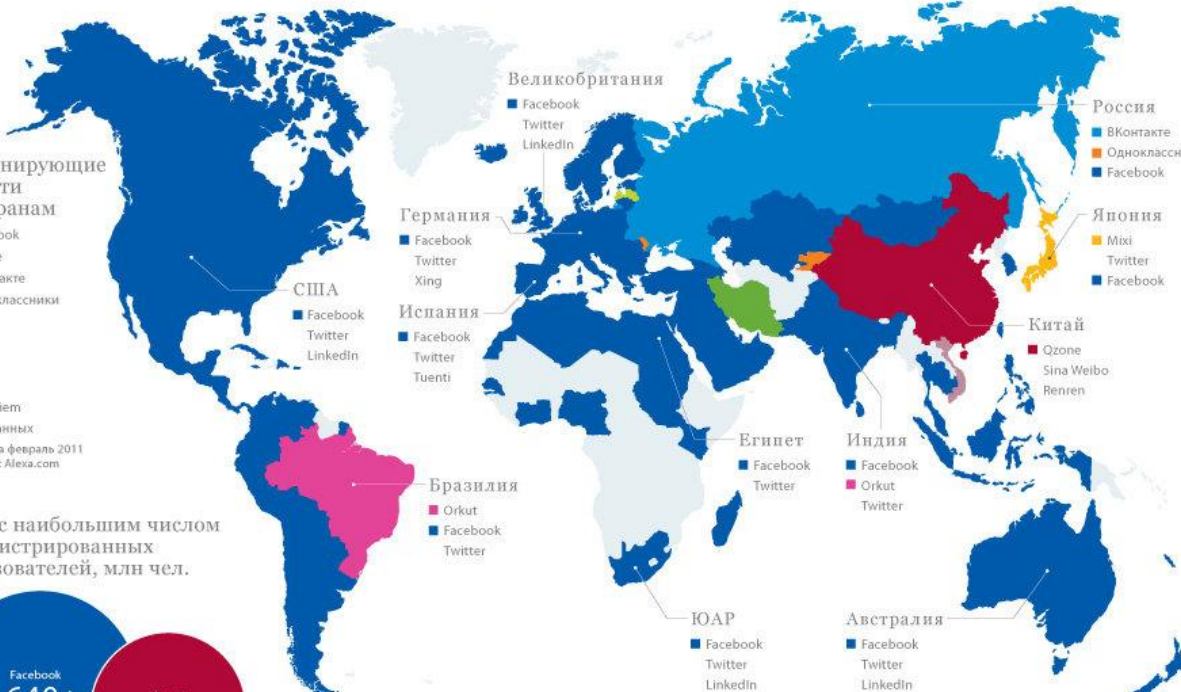 нирующие
ти
ранам
ook
акте
классники
iem
нных
а февраль 2011
: Alexa.com
с наибольшим числом
истрированных
ователей, млн чел.
Facebook
США
Facebook
Twitter
LinkedIn
Великобритания
Facebook
Twitter
LinkedIn
Германия
Facebook
Twitter
Xing
Испания
Facebook
Twitter
Tuenti
Бразилия
Orkut
Facebook
Twitter
Россия
ВКонтакте
Одноклассн
Facebook
Япония
Mixi
Twitter
Facebook
Китай
Qzone
Sina Weibo
Renren
Египет
Facebook
Twitter
Индия
Facebook
Orkut
Twitter
ЮАР
Facebook
Twitter
LinkedIn
Австралия
Facebook
Twitter
LinkedIn